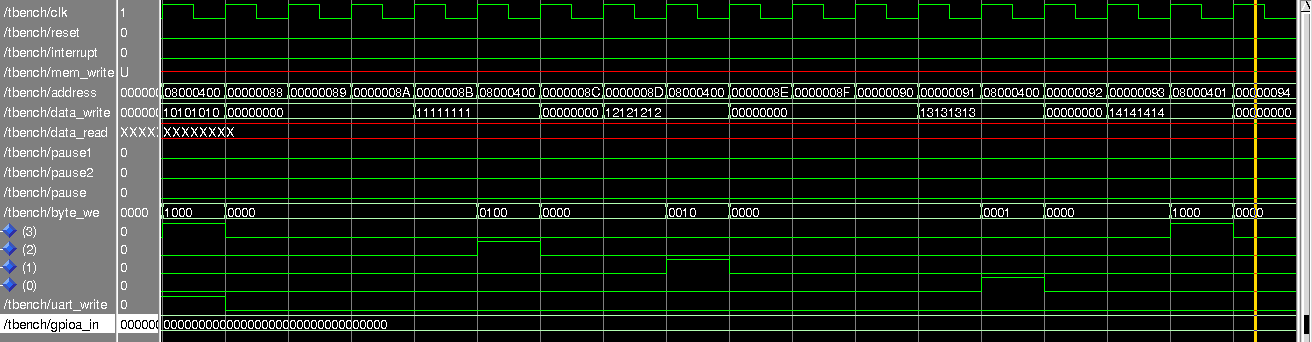 /tbench/clk 1
/tbench/reset 0
/tbench/interrupt 0
/tbench/mem_write U
/tbench/address 000000 08000400 00000088 00000089 0000008A 0000008B 08000400 0000008C 0000008D 08000400 0000008E 0000008F 00000090 00000091 08000400 00000092 00000093 08000401 00000094
/tbench/data_write 000000 10101010 00000000 11111111 00000000 12121212 00000000 13131313 00000000 14141414 00000000
/tbench/data_read XXXX XXXXXXXX
/tbench/pause1 0
/tbench/pause2 0
/tbench/pause 0
/tbench/byte_we 0000 1000 0000 0100 0000 0010 0000 0001 0000 1000 0000
(3) 0
(2) 0
(1) 0
(0) 0
/tbench/uart_write 0
/tbench/gpioa_in 000000 00000000000000000000000000000000